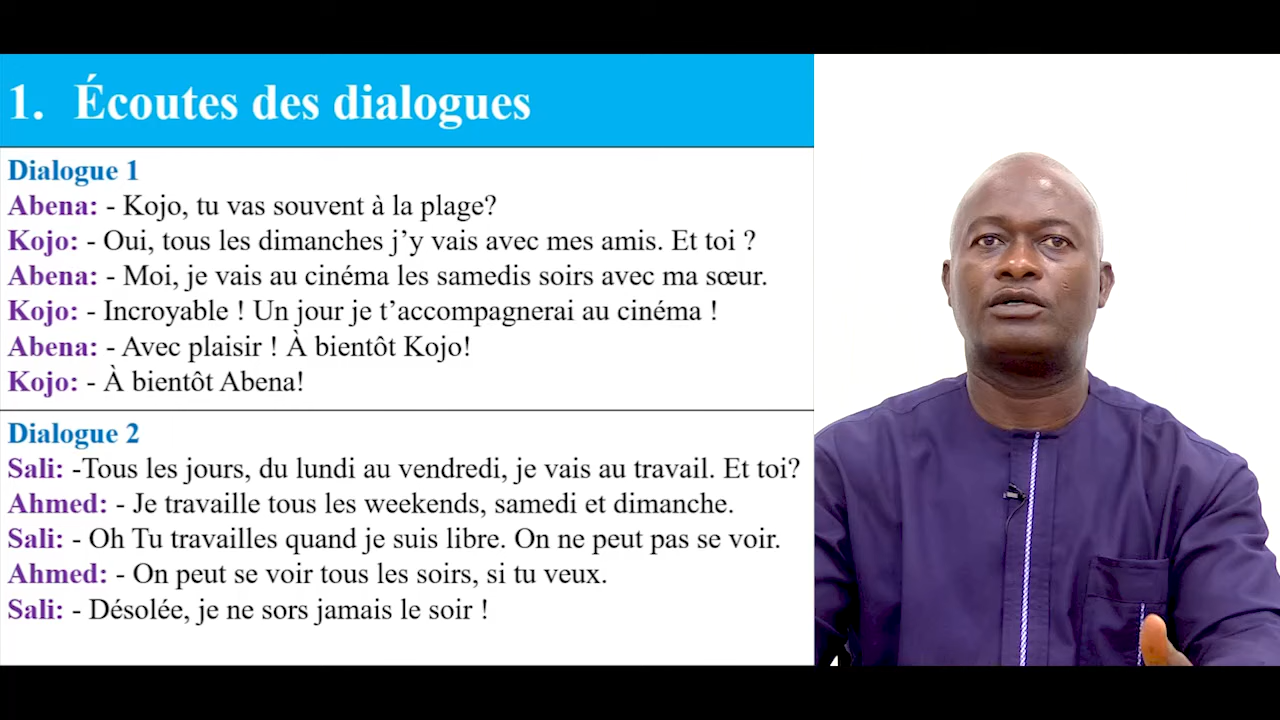 1. Écoutes des dialogues
Dialogue 1
Abena: - Kojo, tu vas souvent à la plage?
Kojo: - Oui, tous les dimanches j’y vais avec mes amis. Et toi ?
Abena: - Moi, je vais au cinéma les samedis soirs avec ma sœur.
Kojo: - Incroyable ! Un jour je t’accompagnerai au cinéma !
Abena: - Avec plaisir ! À bientôt Kojo!
Kojo: - À bientôt Abena!
Dialogue 2
Sali: -Tous les jours, du lundi au vendredi, je vais au travail. Et toi?
Ahmed: - Je travaille tous les weekends, samedi et dimanche.
Sali: - Oh Tu travailles quand je suis libre. On ne peut pas se voir.
Ahmed: - On peut se voir tous les soirs, si tu veux.
Sali: - Désolée, je ne sors jamais le soir !